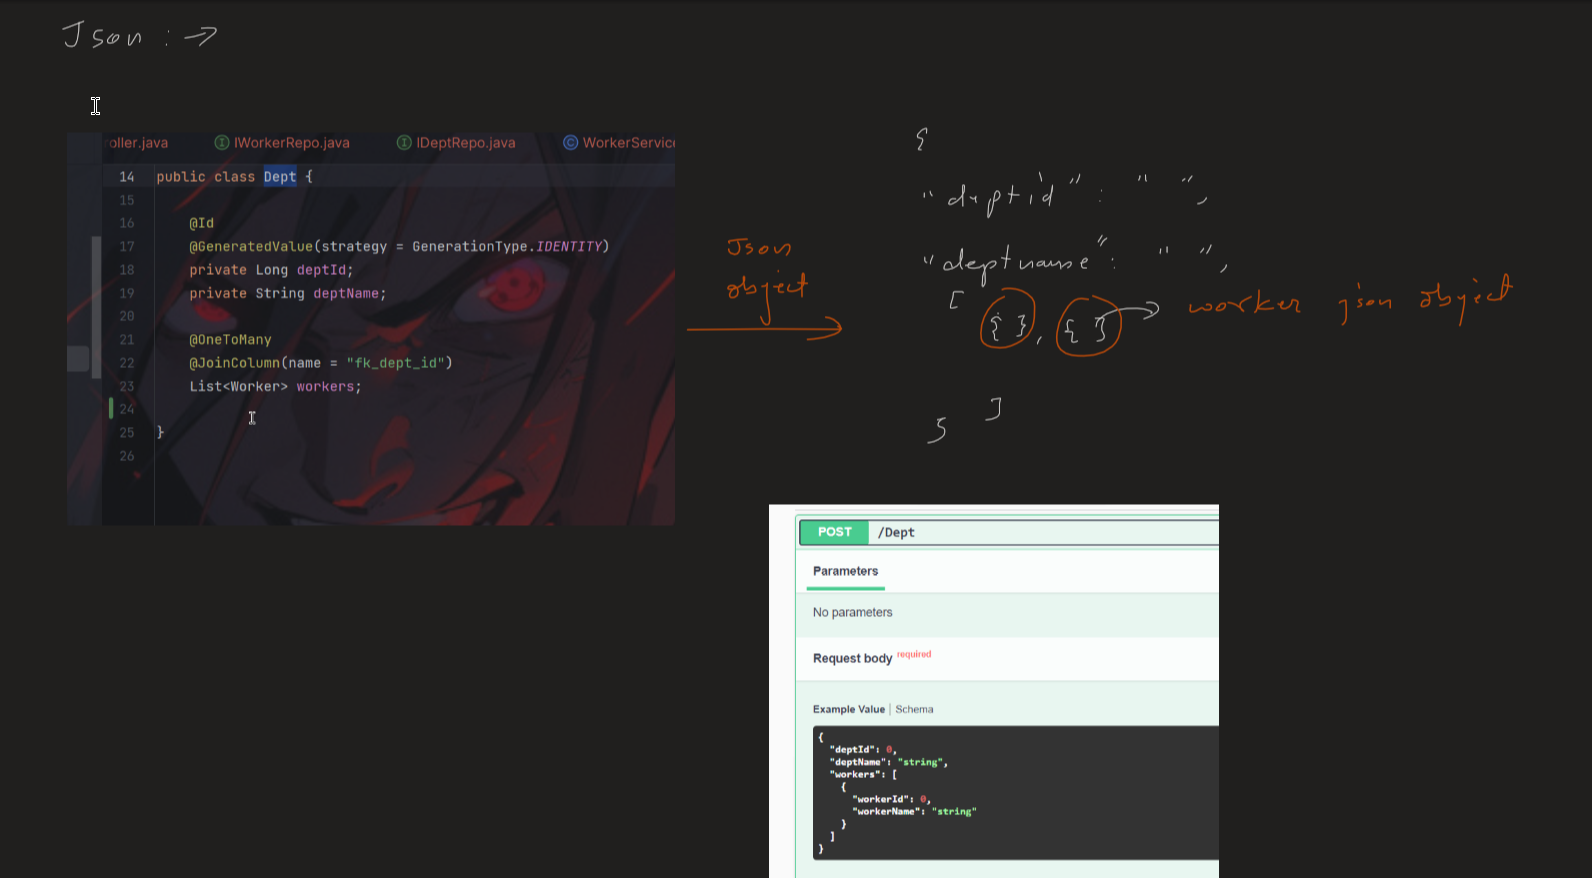 Json : →
oller.java IWorkerRepo.java IDeptRepo.java WorkerServic
14 public class Dept {
15
16 @Id
17 @GeneratedValue(strategy = GenerationType.IDENTITY)
18 private Long deptId;
19 private String deptName;
20
21 @OneToMany
22 @JoinColumn(name = "fk_dept_id")
23 List<Worker> workers;
24
25 }
26
Json
object
{
"deptid" : " ",
"deptname" : " ",
[ { }, { } → worker json object
]
}
POST /Dept
Parameters
No parameters
Request body required
Example Value | Schema
{
"deptId": 0,
"deptName": "string",
"workers": [
{
"workerId": 0,
"workerName": "string"
}
]
}